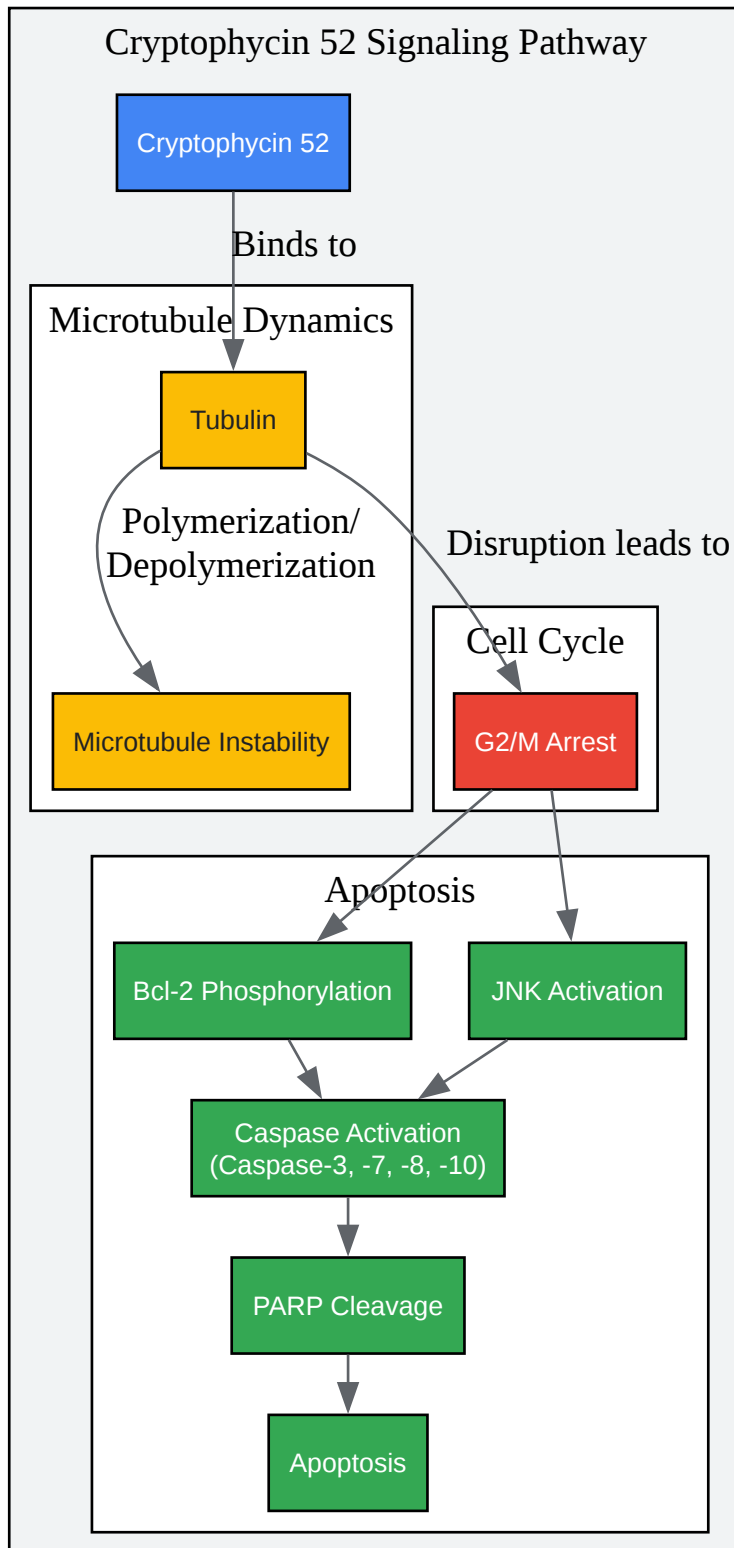 Cryptophycin 52 Signaling Pathway
Cryptophycin 52
Binds to
Microtubule Dynamics
Tubulin
Polymerization/
Depolymerization
Disruption leads to
Cell Cycle
Microtubule Instability
G2/M Arrest
Apoptosis
Bcl-2 Phosphorylation
JNK Activation
Caspase Activation
(Caspase-3, -7, -8, -10)
PARP Cleavage
Apoptosis